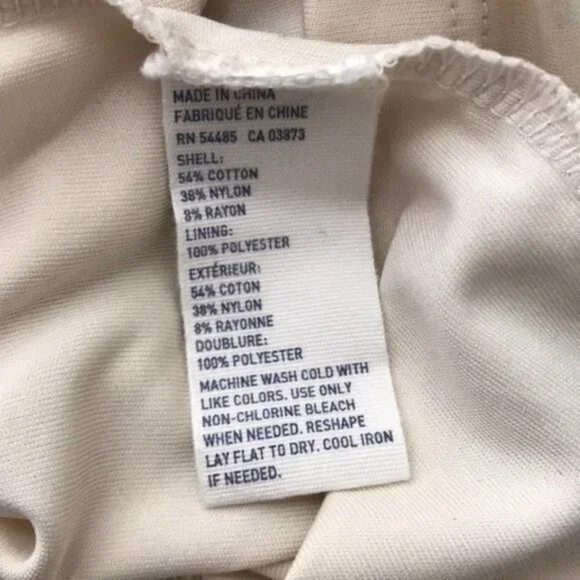 MADE IN CHINA
FABRIQUÉ EN CHINE
RN 54485 CA 03873
SHELL:
54% COTTON
38% NYLON
8% RAYON
LINING:
100% POLYESTER
EXTÉRIEUR:
54% COTON
38% NYLON
8% RAYONNE
DOUBLURE:
100% POLYESTER
MACHINE WASH COLD WITH
LIKE COLORS. USE ONLY
NON-CHLORINE BLEACH
WHEN NEEDED. RESHAPE
LAY FLAT TO DRY. COOL IRON
IF NEEDED.